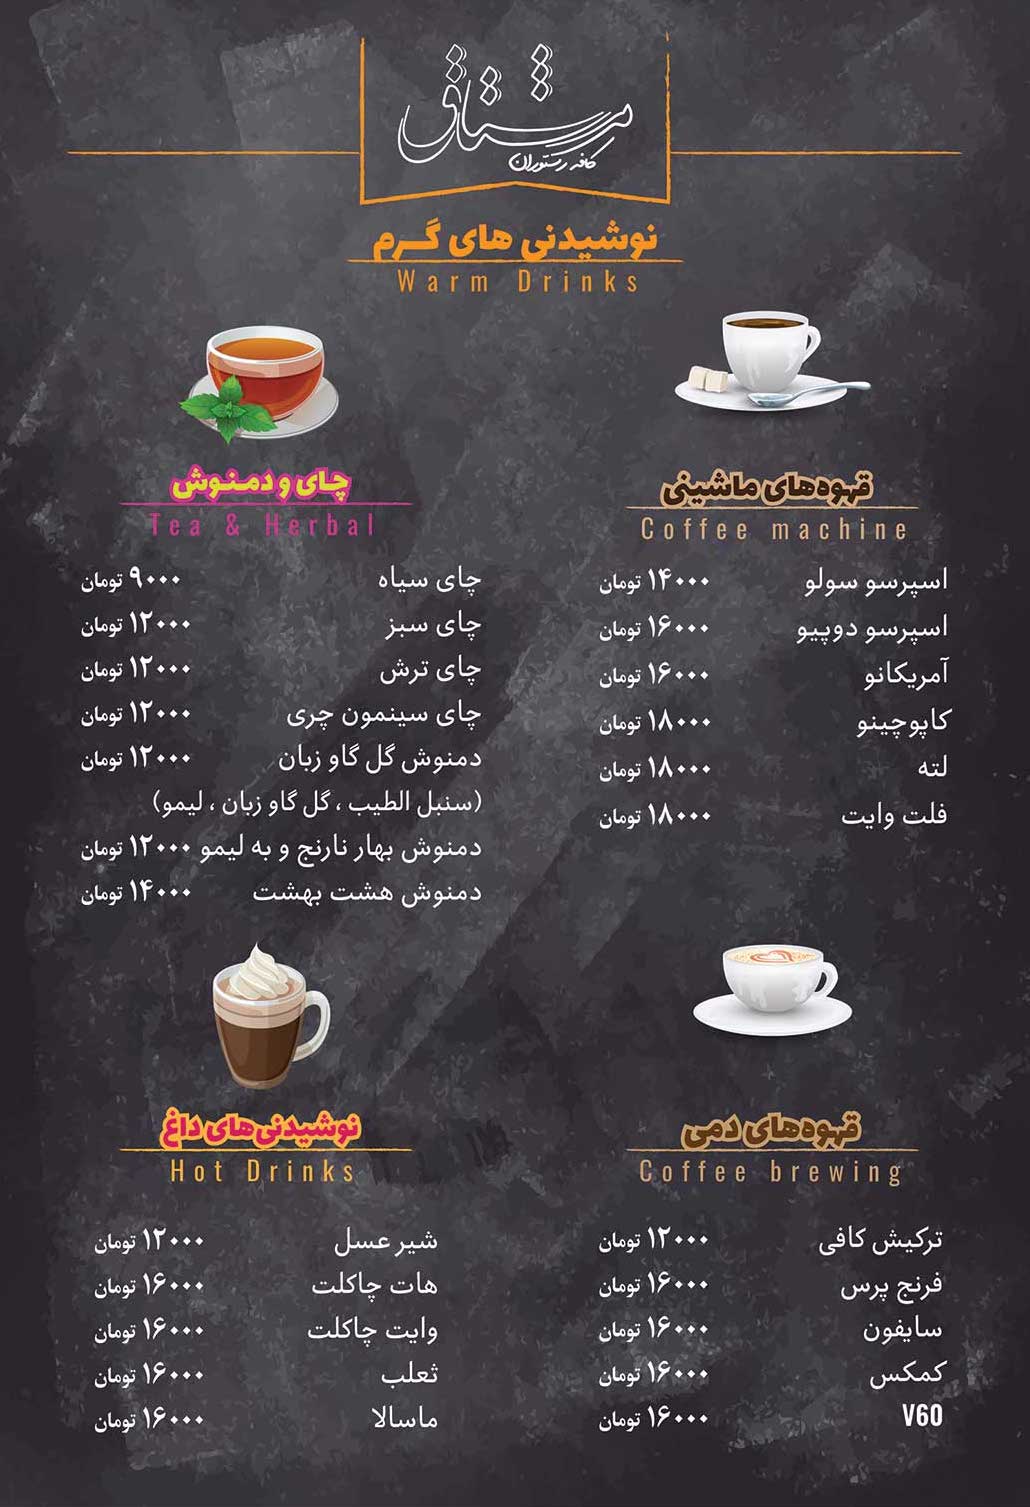 کافه رستوران
نوشیدنی های گرم
Warm Drinks
قهوه‌های ماشینی
Coffee machine
اسپرسو سولو ۱۴۰۰۰ تومان
اسپرسو دوپیو ۱۶۰۰۰ تومان
آمریکانو ۱۶۰۰۰ تومان
کاپوچینو ۱۸۰۰۰ تومان
لته ۱۸۰۰۰ تومان
فلت وایت ۱۸۰۰۰ تومان
چای و دمنوش
Tea & Herbal
چای سیاه ۹۰۰۰ تومان
چای سبز ۱۲۰۰۰ تومان
چای ترش ۱۲۰۰۰ تومان
چای سینمون چری ۱۲۰۰۰ تومان
دمنوش گل گاو زبان ۱۲۰۰۰ تومان
(سنبل الطیب ، گل گاو زبان ، لیمو)
دمنوش بهار نارنج و به لیمو ۱۲۰۰۰ تومان
دمنوش هشت بهشت ۱۴۰۰۰ تومان
قهوه‌های دمی
Coffee brewing
ترکیش کافی ۱۲۰۰۰ تومان
فرنچ پرس ۱۶۰۰۰ تومان
سایفون ۱۶۰۰۰ تومان
کمکس ۱۶۰۰۰ تومان
V60 ۱۶۰۰۰ تومان
نوشیدنی‌های داغ
Hot Drinks
شیر عسل ۱۲۰۰۰ تومان
هات چاکلت ۱۶۰۰۰ تومان
وایت چاکلت ۱۶۰۰۰ تومان
ثعلب ۱۶۰۰۰ تومان
ماسالا ۱۶۰۰۰ تومان